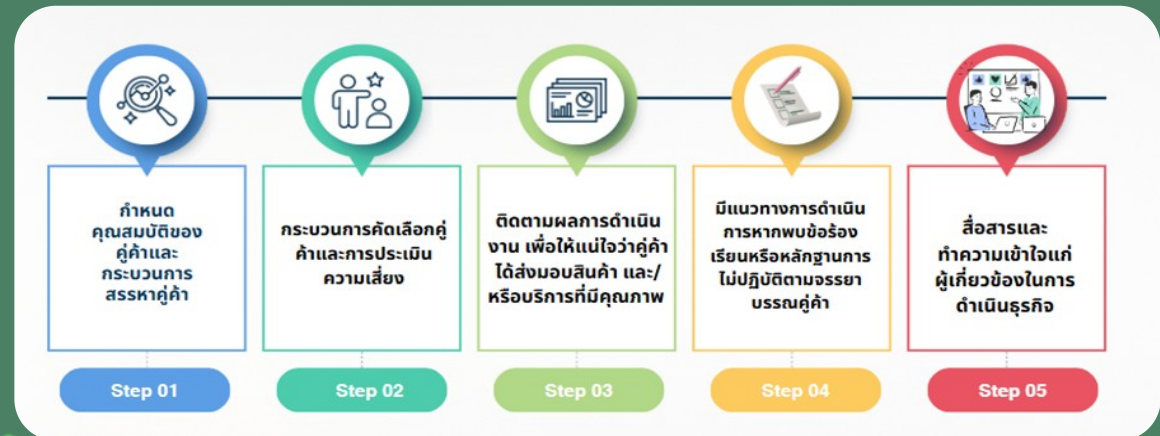 กำหนด
คุณสมบัติของ
คู่ค้าและ
กระบวนการ
สรรหาคู่ค้า
Step 01
กระบวนการคัดเลือกคู่
ค้าและการประเมิน
ความเสี่ยง
Step 02
ติดตามผลการดำเนิน
งาน เพื่อให้แน่ใจว่าคู่ค้า
ได้ส่งมอบสินค้า และ/
หรือบริการที่มีคุณภาพ
Step 03
มีแนวทางการดำเนิน
การหากพบข้อร้อง
เรียนหรือหลักฐานการ
ไม่ปฏิบัติตามจรรยา
บรรณคู่ค้า
Step 04
สื่อสารและ
ทำความเข้าใจแก่
ผู้เกี่ยวข้องในการ
ดำเนินธุรกิจ
Step 05